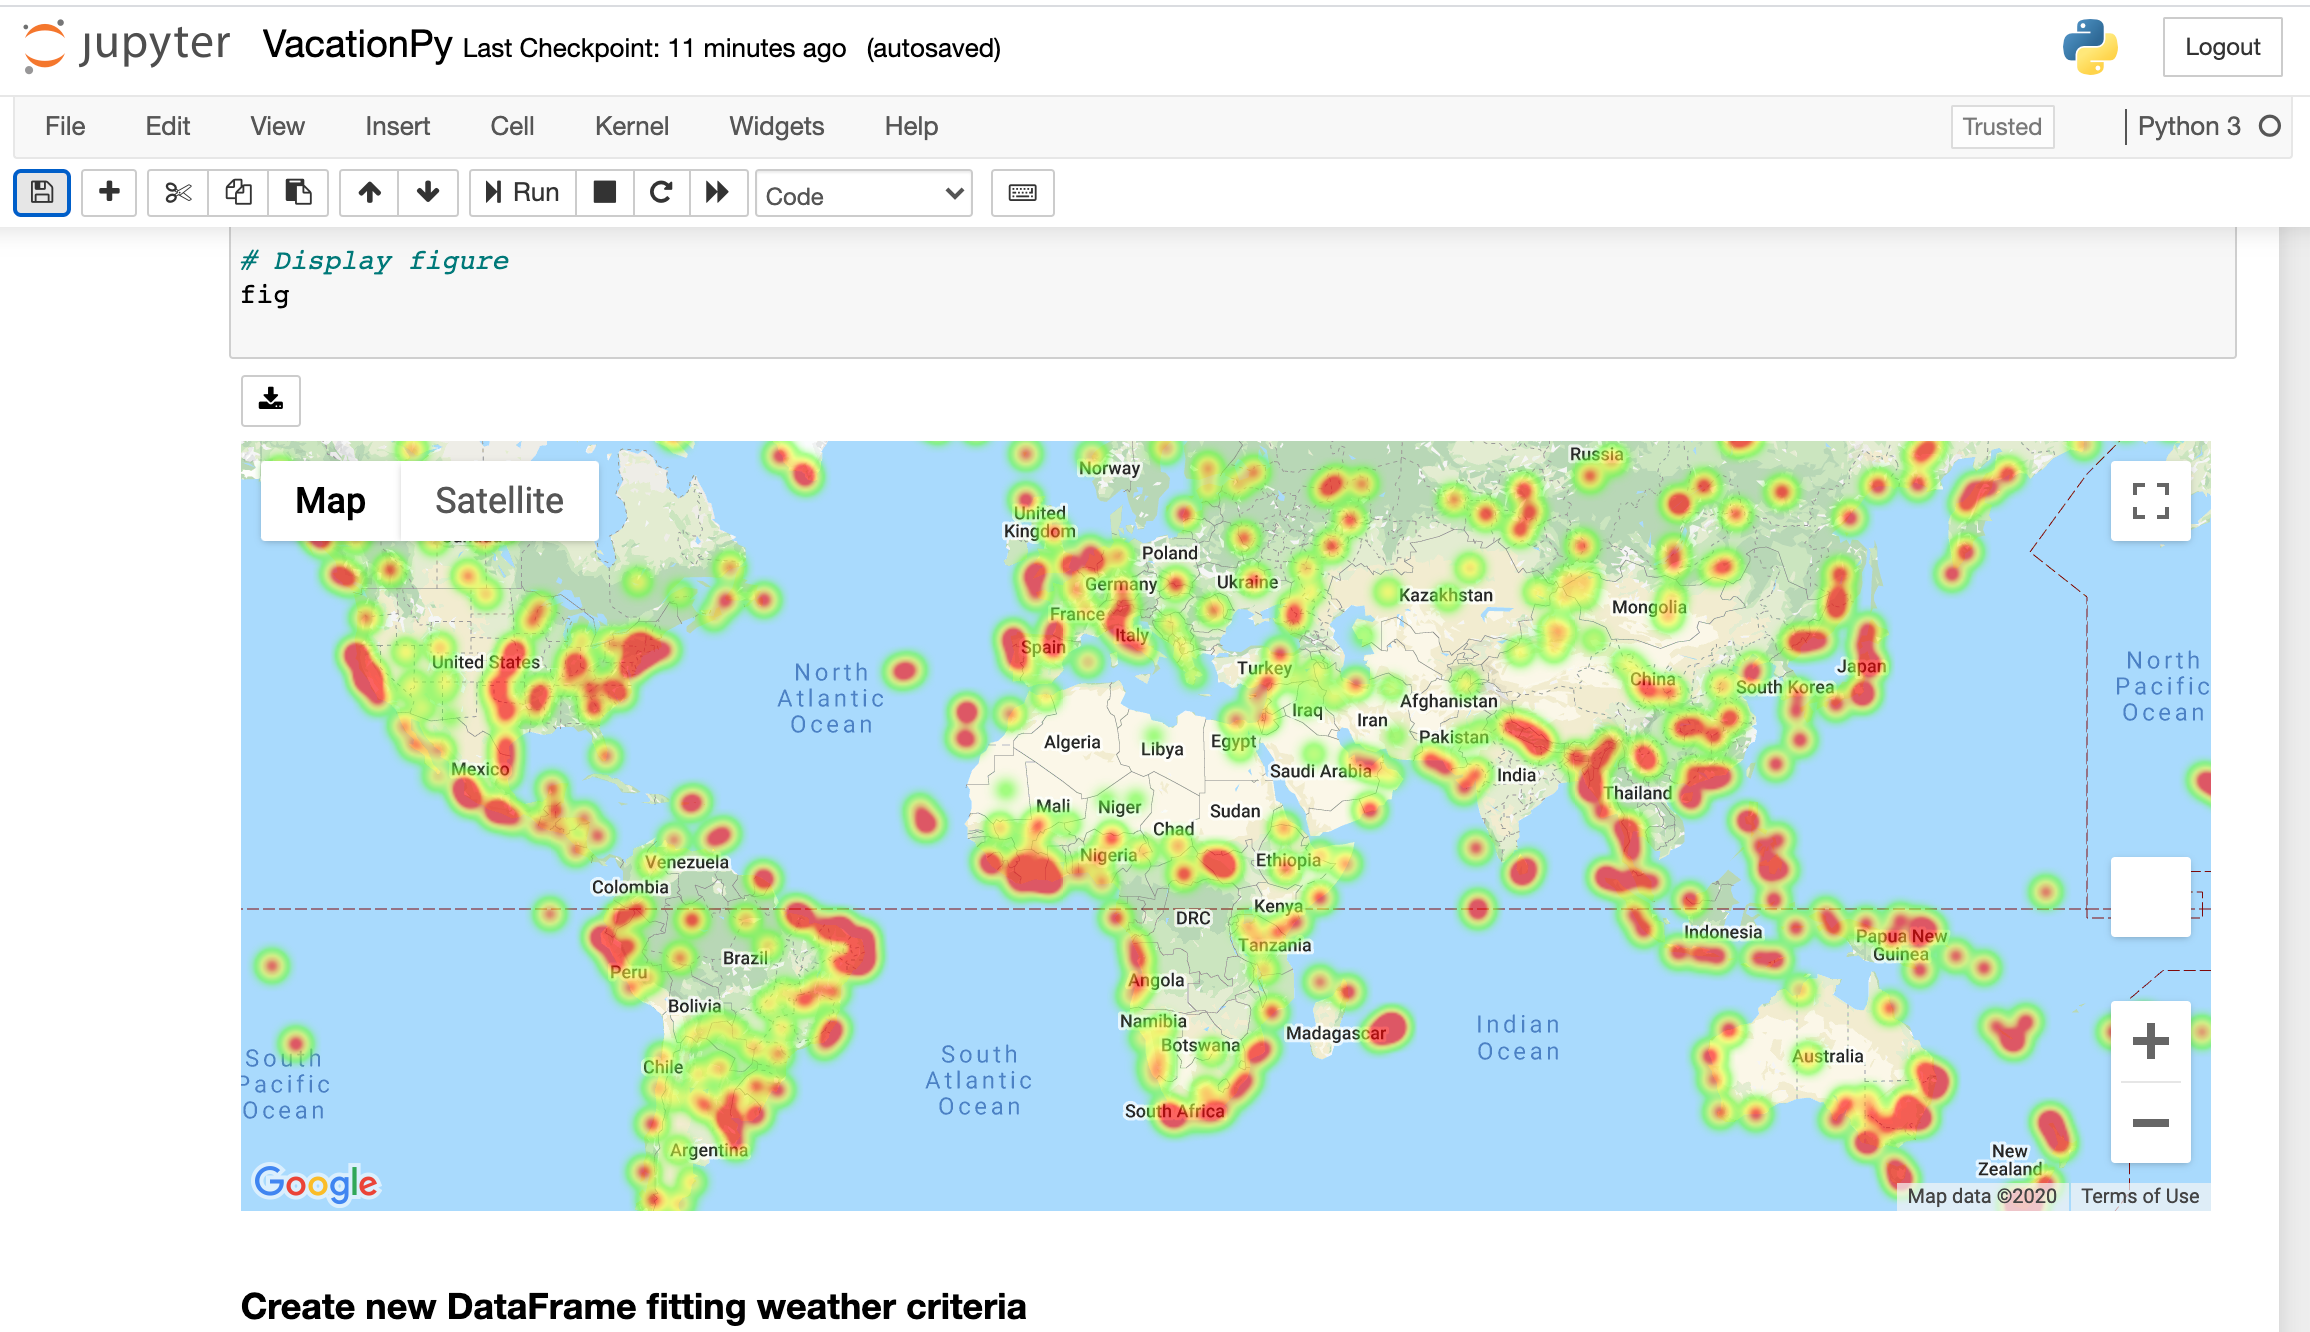 jupyter VacationPy Last Checkpoint: 11 minutes ago (autosaved)
Logout
File Edit View Insert Cell Kernel Widgets Help
Trusted
Python 3
Run
Code
# Display figure
fig
Map
Satellite
Norway
Russia
United
Kingdom
Poland
Germany
Ukraine
France
Kazakhstan
Mongolia
Italy
Spain
United States
Turkey
Japan
China
South Korea
North
Atlantic
Ocean
North
Pacific
Ocean
Afghanistan
Iraq
Iran
Algeria
Libya
Egypt
Pakistan
Mexico
Saudi Arabia
India
Thailand
Mali
Niger
Sudan
Chad
Nigeria
Ethiopia
Venezuela
Colombia
Kenya
DRC
Tanzania
Indonesia
Papua New
Guinea
Brazil
Peru
Angola
Bolivia
Namibia
Botswana
Madagascar
Indian
Ocean
Australia
Chile
South
Pacific
Ocean
South
Atlantic
Ocean
South Africa
Argentina
New
Zealand
Google
Map data ©2020
Terms of Use
Create new DataFrame fitting weather criteria